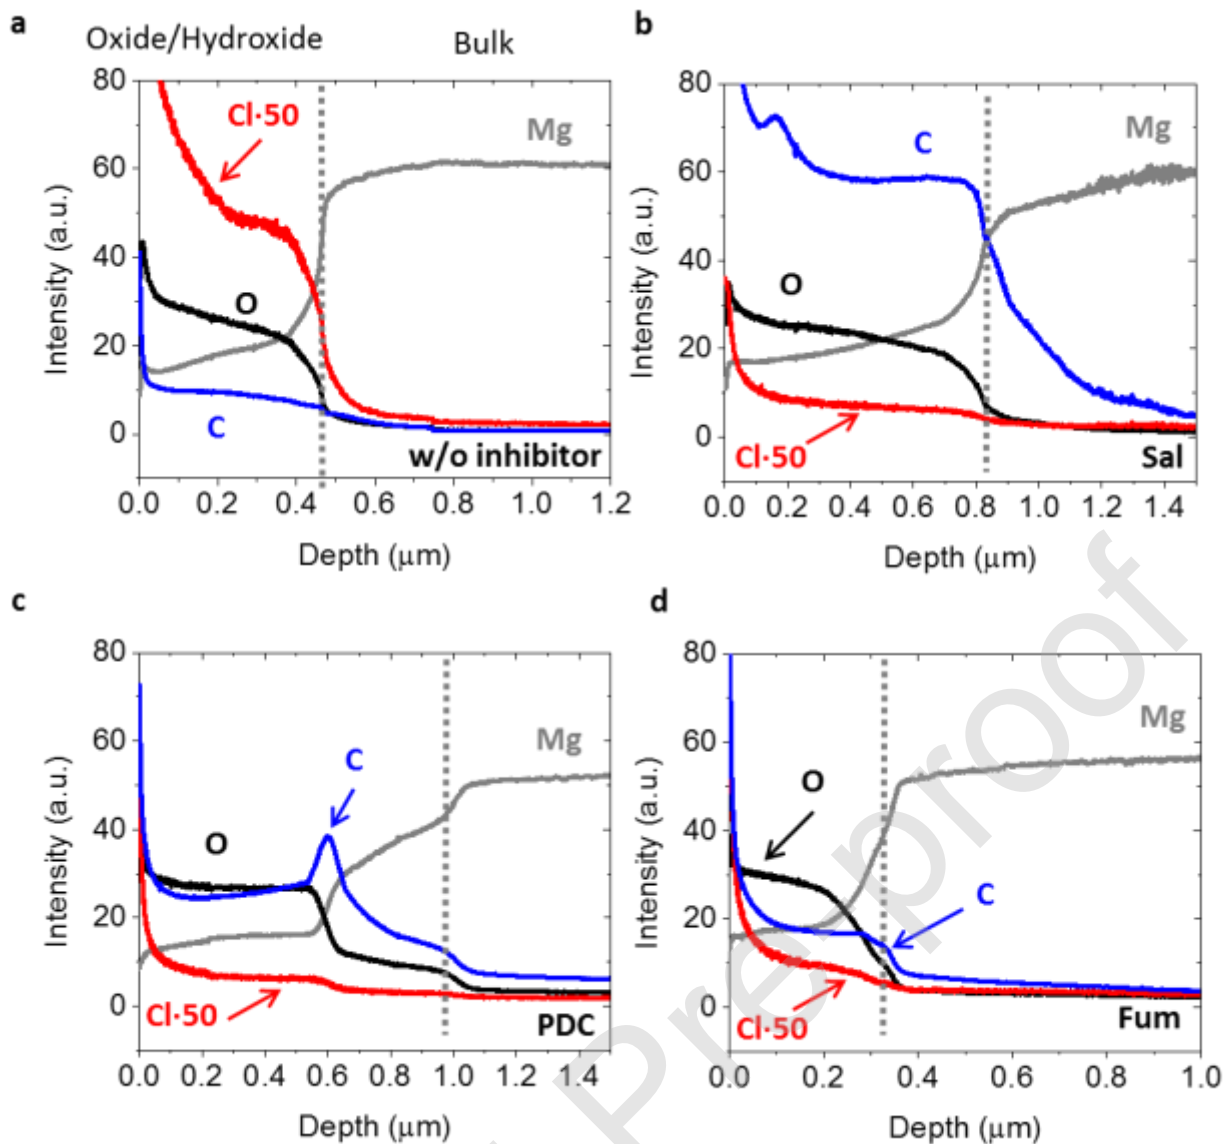 a
Oxide/Hydroxide Bulk
80
60
40
20
0
Intensity (a.u.)
Cl·50
Mg
O
C
w/o inhibitor
0.0 0.2 0.4 0.6 0.8 1.0 1.2
Depth (μm)
b
80
60
40
20
0
Intensity (a.u.)
C
Mg
O
Cl·50
Sal
0.0 0.2 0.4 0.6 0.8 1.0 1.2 1.4
Depth (μm)
c
80
60
40
20
0
Intensity (a.u.)
Mg
C
O
Cl·50
PDC
0.0 0.2 0.4 0.6 0.8 1.0 1.2 1.4
Depth (μm)
d
80
60
40
20
0
Intensity (a.u.)
Mg
O
C
Cl·50
Fum
0.0 0.2 0.4 0.6 0.8 1.0
Depth (μm)
Preproof